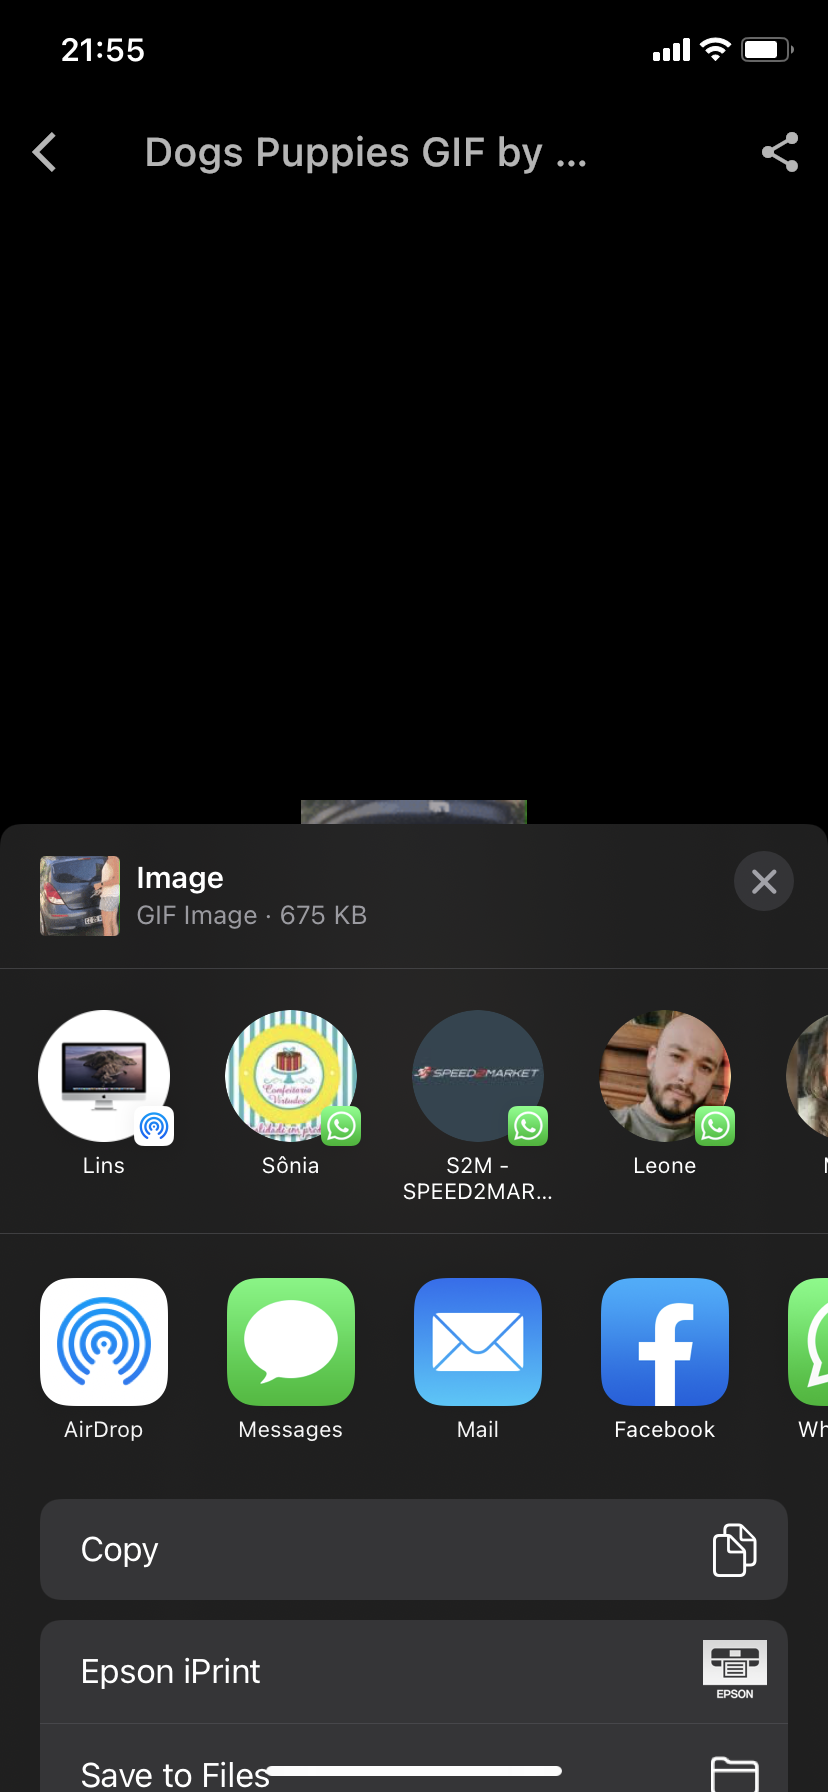 21:55
Dogs Puppies GIF by ...
Image
GIF Image · 675 KB
Confeitaria
Virtudes
SPEED2MARKET
Lins
Sônia
S2M -
SPEED2MAR...
Leone
AirDrop
Messages
Mail
Facebook
Wh
Copy
Epson iPrint
EPSON
Save to Files